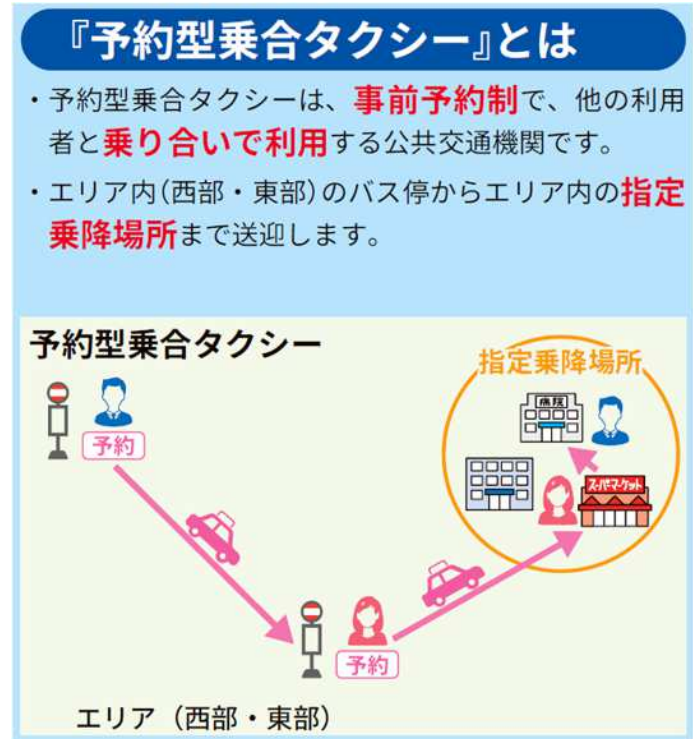 『予約型乗合タクシー』とは
・予約型乗合タクシーは、事前予約制で、他の利用
者と乗り合いで利用する公共交通機関です。
・エリア内(西部・東部)のバス停からエリア内の指定
乗降場所まで送迎します。
予約型乗合タクシー
指定乗降場所
病院
予約
スーパーマーケット
予約
エリア（西部・東部）